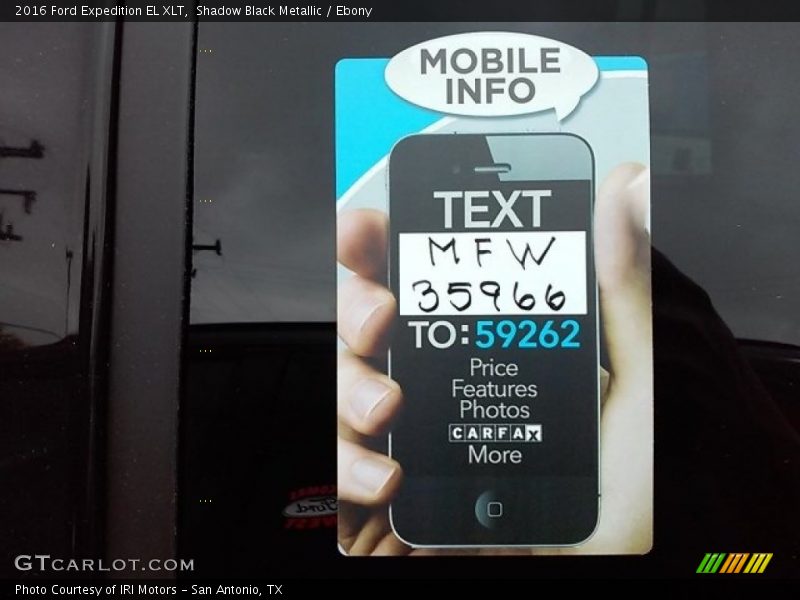 2016 Ford Expedition EL XLT, Shadow Black Metallic / Ebony
MOBILE
INFO
TEXT
MFW
35966
TO: 59262
Price
Features
Photos
CARFAX
More
Ford
GTCARLOT.COM
Photo Courtesy of IRI Motors - San Antonio, TX